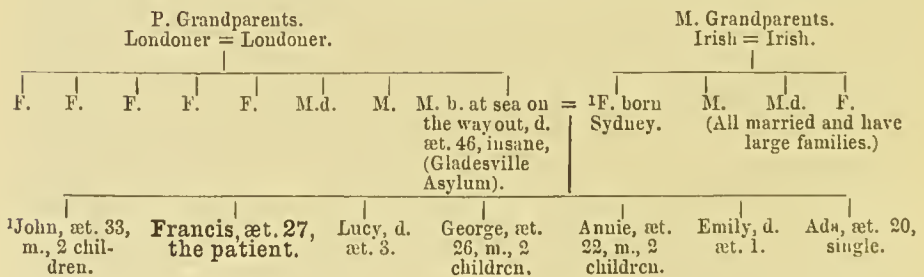 P. Grandparents.
Londoner = Londoner.
M. Grandparents.
Irish = Irish.
F. F. F. F. F. M.d. M. M. b. at sea on = ¹F. born M. M.d. F.
the way out, d. Sydney. (All married and have
æt. 46, insane, large families.)
(Gladesville
Asylum).
¹John, æt. 33, Francis, æt. 27, Lucy, d. George, æt. Annie, æt. Emily, d. Ada, æt. 20,
m., 2 chil- the patient. æt. 3. 26, m., 2 22, m., 2 æt. 1. single.
dren. children. children.